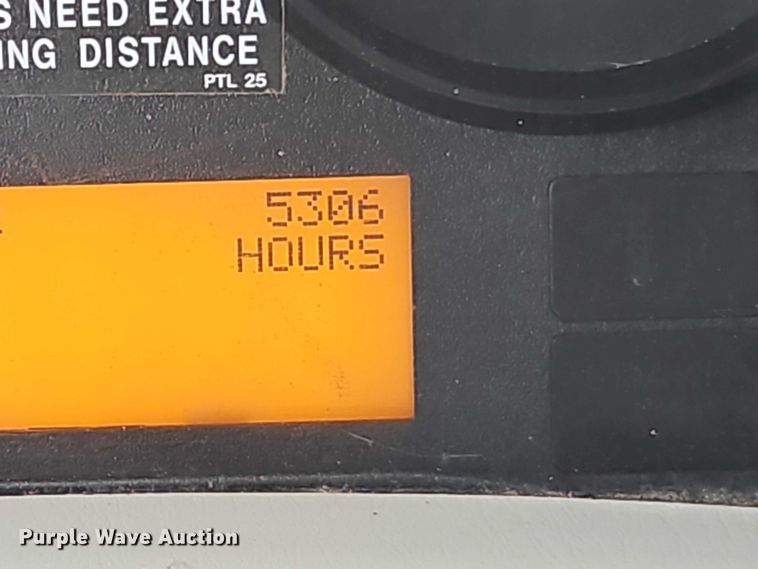 S NEED EXTRA
ING DISTANCE
PTL 25
5306
HOURS
Purple Wave Auction